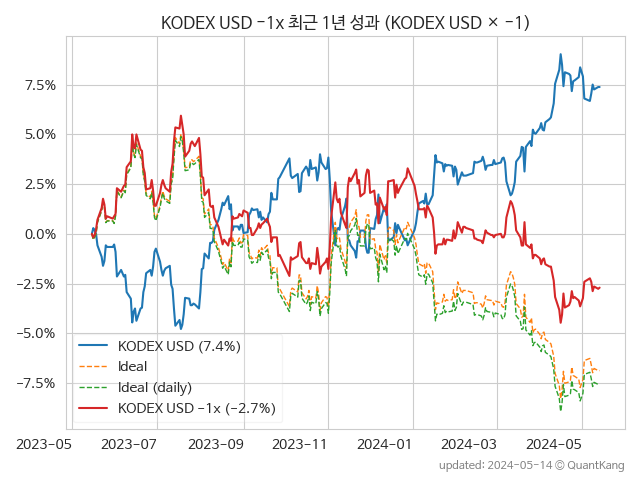 KODEX USD −1x 최근 1년 성과 (KODEX USD × −1)
7.5%
5.0%
2.5%
0.0%
−2.5%
−5.0%
−7.5%
KODEX USD (7.4%)
Ideal
Ideal (daily)
KODEX USD −1x (−2.7%)
2023-05 2023-07 2023-09 2023-11 2024-01 2024-03 2024-05
updated: 2024-05-14 © QuantKang